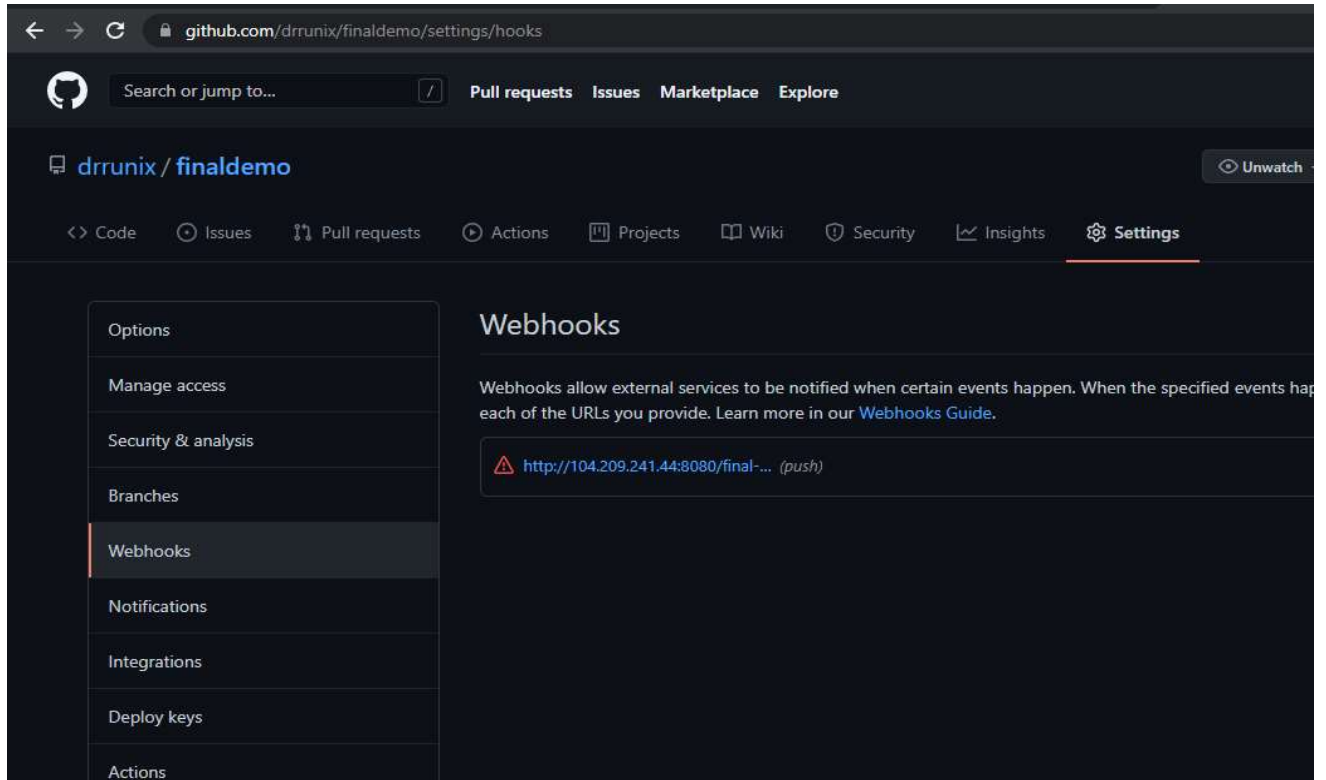 github.com/drrunix/finaldemo/settings/hooks
Search or jump to... / Pull requests Issues Marketplace Explore
drrunix / finaldemo
Unwatch
<> Code Issues Pull requests Actions Projects Wiki Security Insights Settings
Options
Manage access
Security & analysis
Branches
Webhooks
Notifications
Integrations
Deploy keys
Actions
Webhooks
Webhooks allow external services to be notified when certain events happen. When the specified events hap
each of the URLs you provide. Learn more in our Webhooks Guide.
http://104.209.241.44:8080/final-... (push)